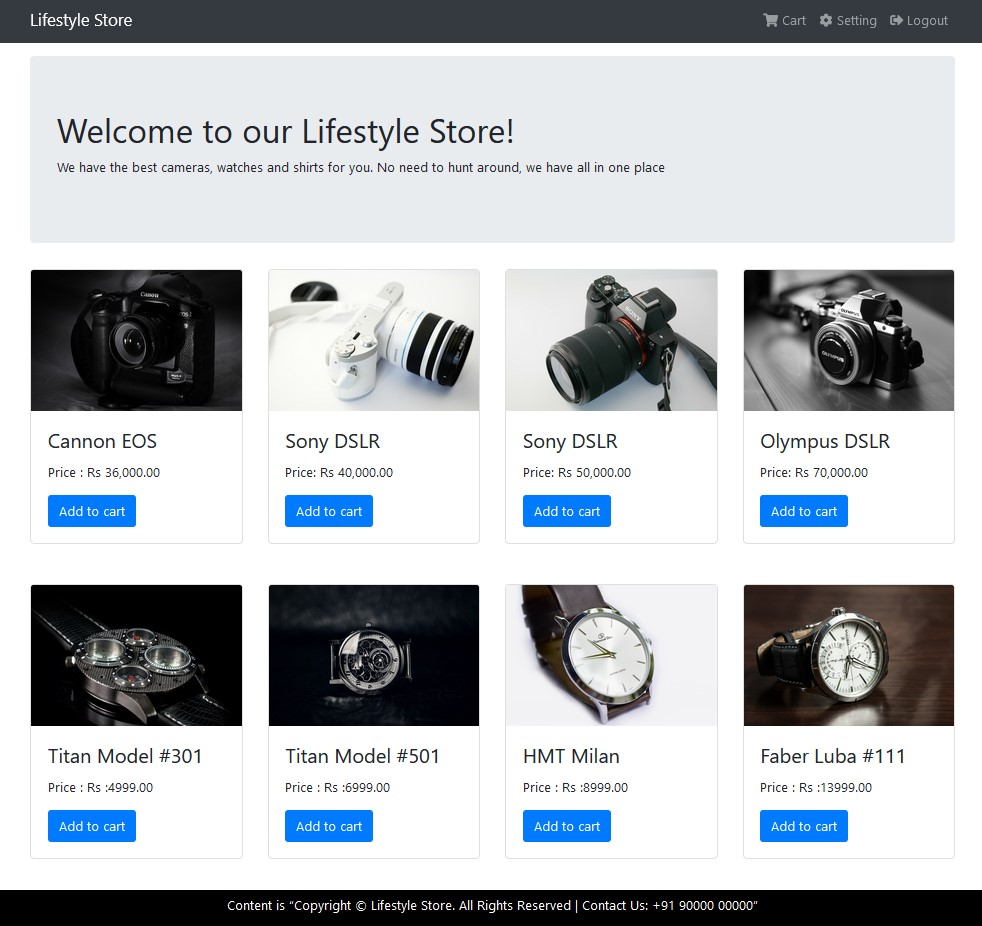 Lifestyle Store
Cart Setting Logout
Welcome to our Lifestyle Store!
We have the best cameras, watches and shirts for you. No need to hunt around, we have all in one place
Canon
EOS
SONY
OLYMPUS
OLYMPUS
Cannon EOS
Price : Rs 36,000.00
Add to cart
Sony DSLR
Price: Rs 40,000.00
Add to cart
Sony DSLR
Price: Rs 50,000.00
Add to cart
Olympus DSLR
Price: Rs 70,000.00
Add to cart
Titan Model #301
Price : Rs :4999.00
Add to cart
Titan Model #501
Price : Rs :6999.00
Add to cart
HMT Milan
Price : Rs :8999.00
Add to cart
Faber Luba #111
Price : Rs :13999.00
Add to cart
Content is “Copyright © Lifestyle Store. All Rights Reserved | Contact Us: +91 90000 00000”